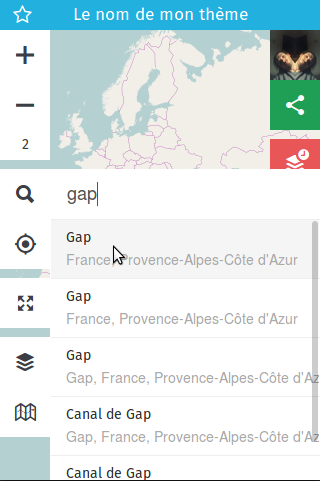 Le nom de mon thème
2
gap
Gap
France, Provence-Alpes-Côte d'Azur
Gap
France, Provence-Alpes-Côte d'Azur
Gap
Gap, France, Provence-Alpes-Côte d'Az
Canal de Gap
Gap, France, Provence-Alpes-Côte d'Az
Canal de Gap